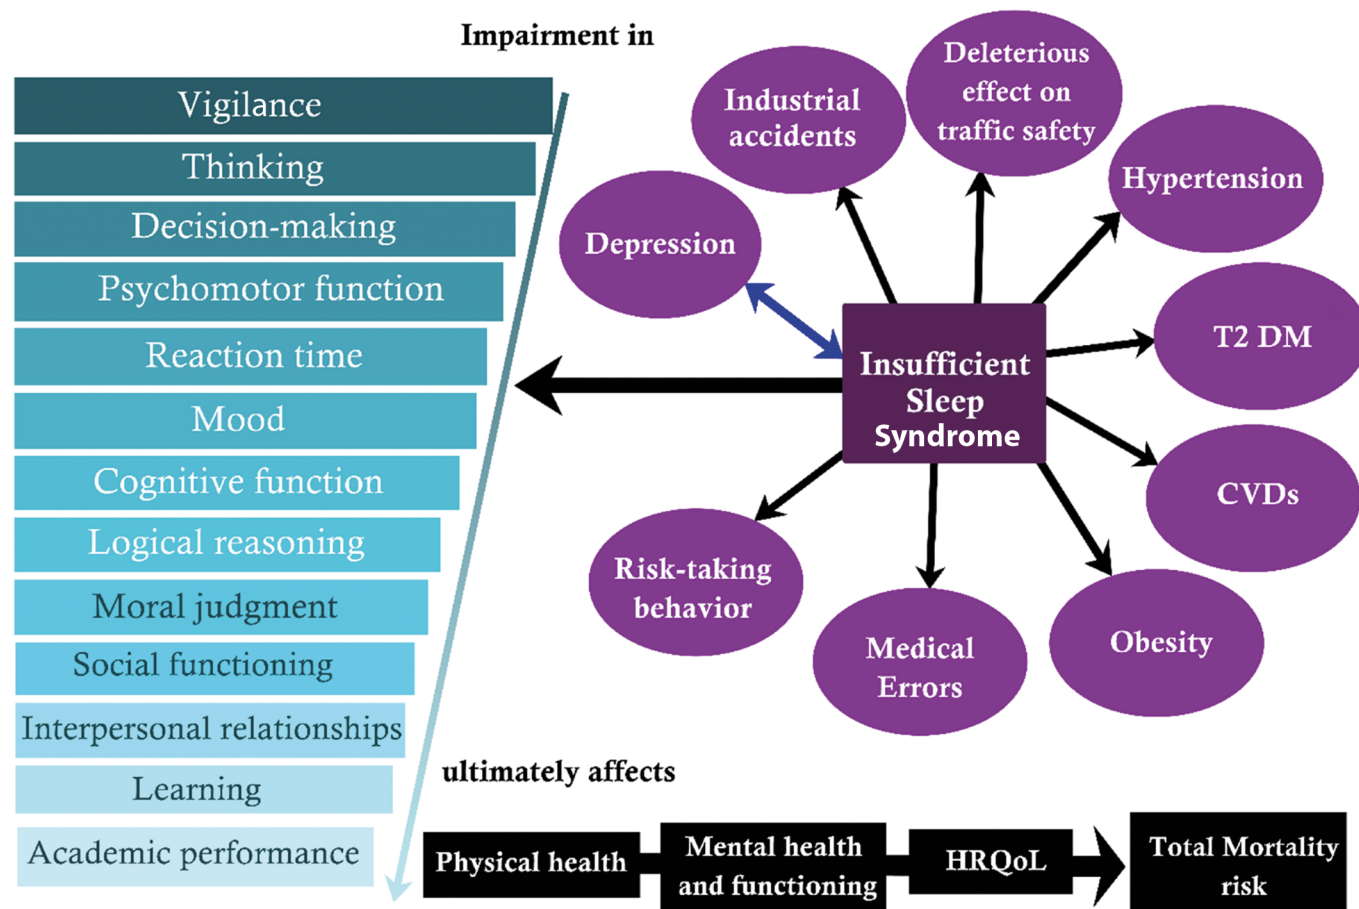 Impairment in
Vigilance
Thinking
Decision-making
Psychomotor function
Reaction time
Mood
Cognitive function
Logical reasoning
Moral judgment
Social functioning
Interpersonal relationships
Learning
Academic performance
Depression
Industrial
accidents
Deleterious
effect on
traffic safety
Hypertension
T2 DM
CVDs
Obesity
Medical
Errors
Risk-taking
behavior
Insufficient
Sleep
Syndrome
ultimately affects
Physical health
Mental health
and functioning
HRQoL
Total Mortality
risk